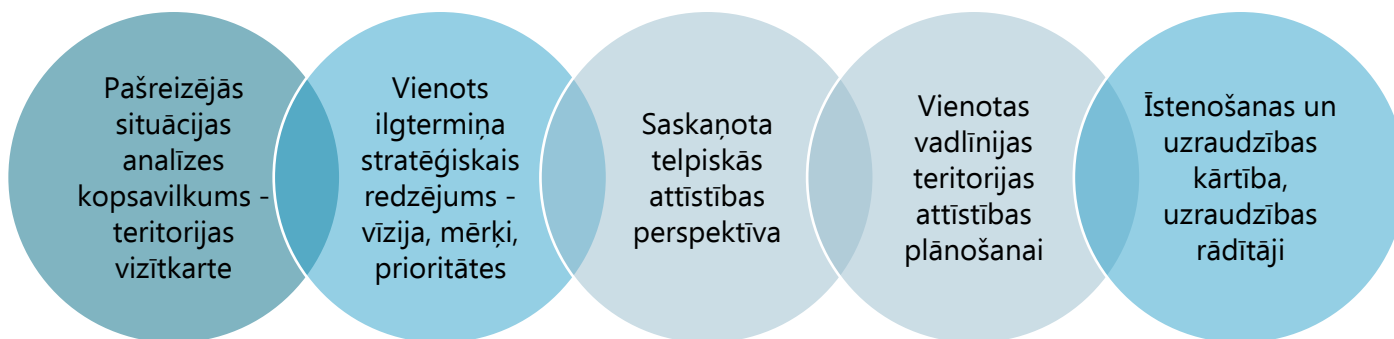 Pašreizējās
situācijas
analīzes
kopsavilkums -
teritorijas
vizītkarte
Vienots
ilgtermiņa
stratēģiskais
redzējums -
vīzija, mērķi,
prioritātes
Saskaņota
telpiskās
attīstības
perspektīva
Vienotas
vadlīnijas
teritorijas
attīstības
plānošanai
Īstenošanas un
uzraudzības
kārtība,
uzraudzības
rādītāji